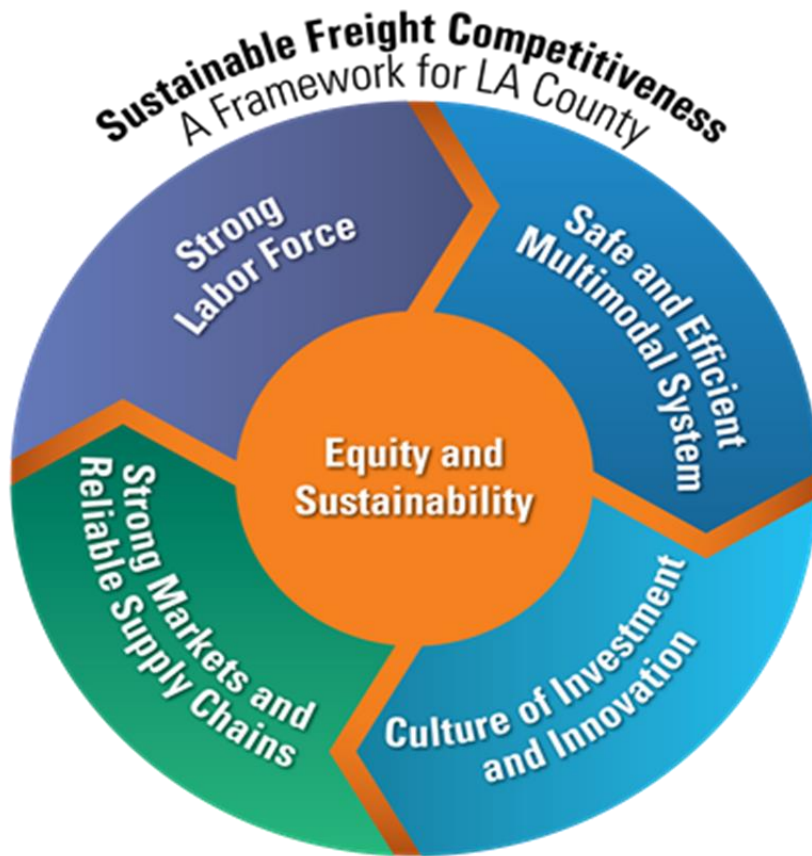 Sustainable Freight Competitiveness
A Framework for LA County
Strong
Labor Force
Safe and Efficient
Multimodal System
Equity and
Sustainability
Strong Markets and
Reliable Supply Chains
Culture of Investment
and Innovation